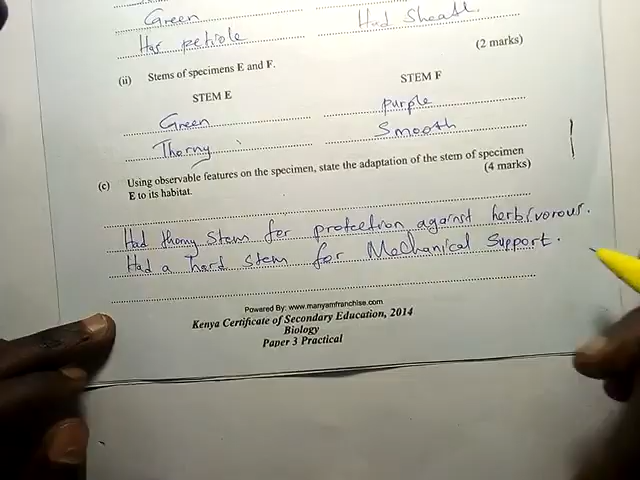 Green
Has petiole
Had Sheath.
(2 marks)
(ii) Stems of specimens E and F.
STEM E
STEM F
Green
purple
Thorny
Smooth
(c) Using observable features on the specimen, state the adaptation of the stem of specimen
E to its habitat.
(4 marks)
Had thorny stem for protection against herbivorous.
Had a hard stem for Mechanical Support.
Powered By: www.manyamfranchise.com
Kenya Certificate of Secondary Education, 2014
Biology
Paper 3 Practical